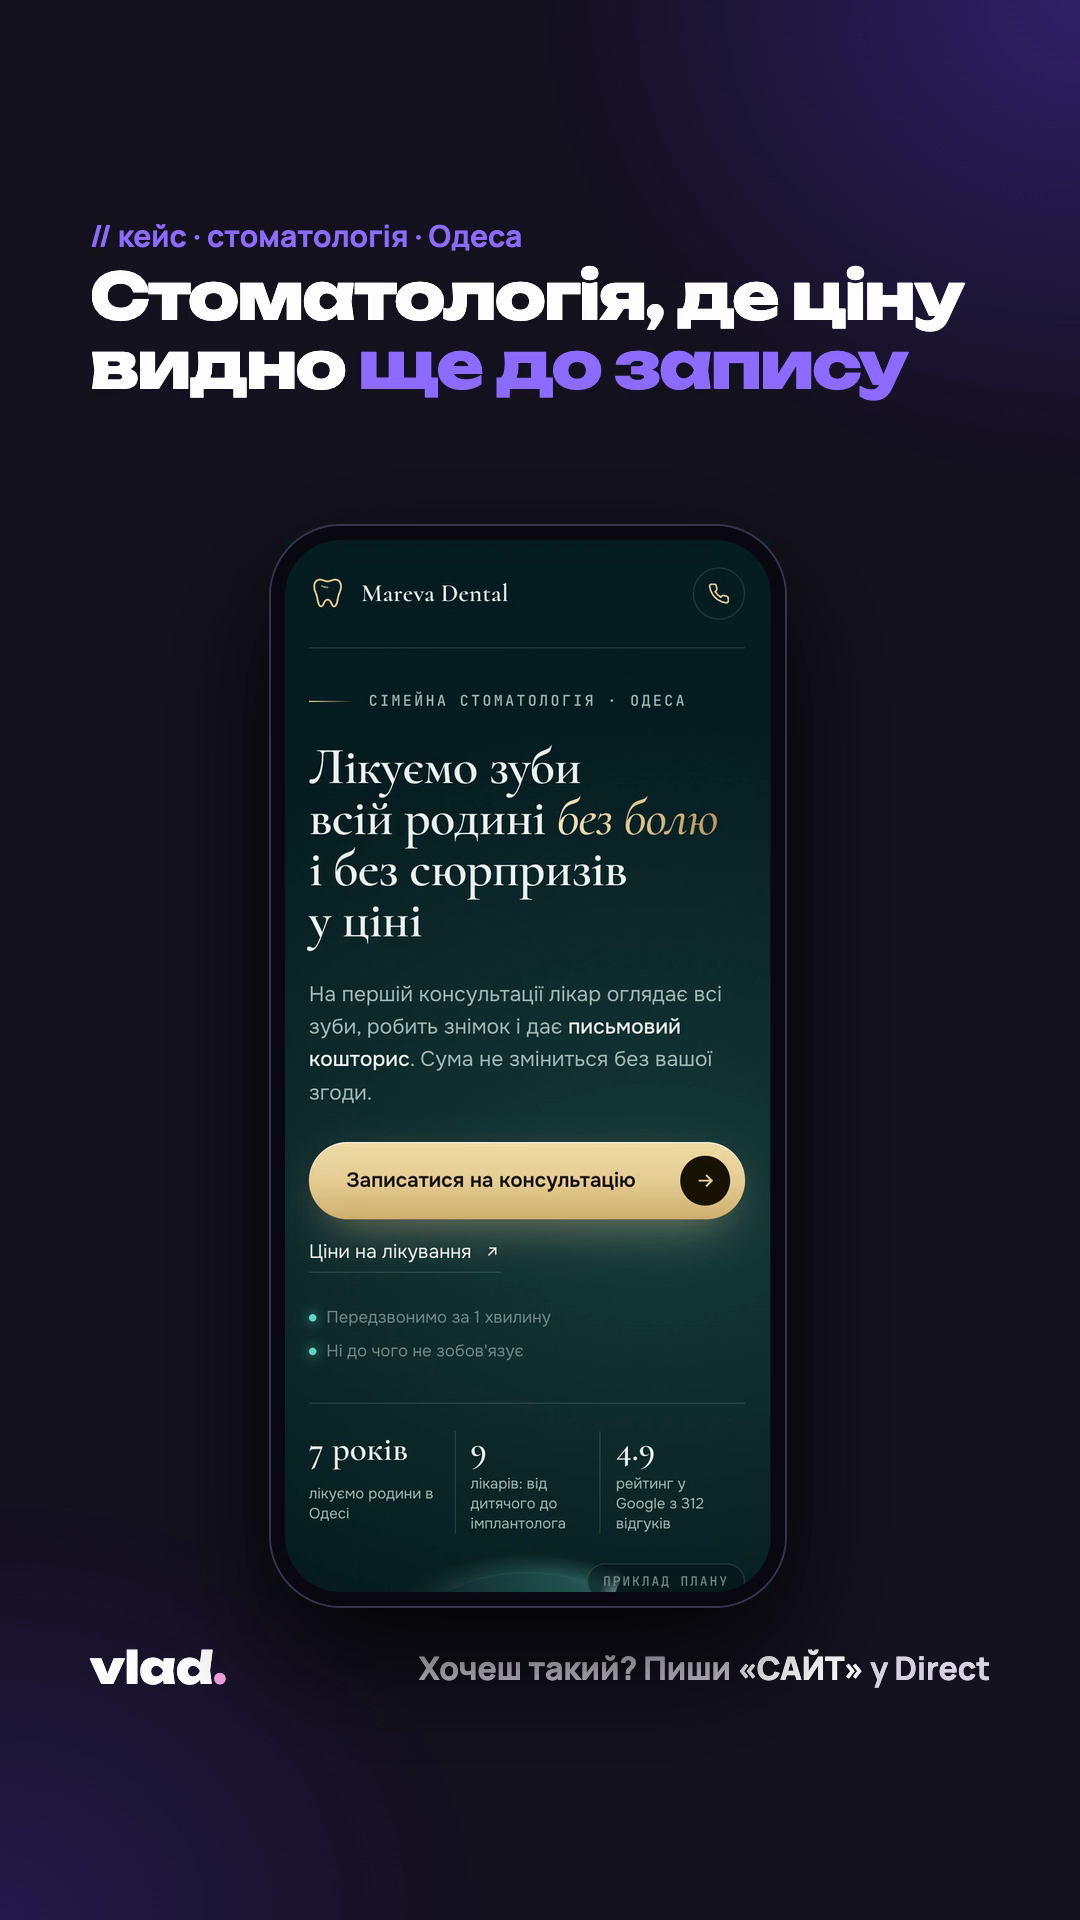 // кейс · стоматологія · Одеса
Стоматологія, де ціну
видно ще до запису
Mareva Dental
СІМЕЙНА СТОМАТОЛОГІЯ · ОДЕСА
Лікуємо зуби
всій родині без болю
і без сюрпризів
у ціні
На першій консультації лікар оглядає всі
зуби, робить знімок і дає письмовий
кошторис. Сума не зміниться без вашої
згоди.
Записатися на консультацію →
Ціни на лікування ↗
Передзвонимо за 1 хвилину
Ні до чого не зобов'язує
7 років
лікуємо родини в
Одесі
9
лікарів: від
дитячого до
імплантолога
4.9
рейтинг у
Google з 312
відгуків
ПРИКЛАД ПЛАНУ
vlad.
Хочеш такий? Пиши «САЙТ» у Direct